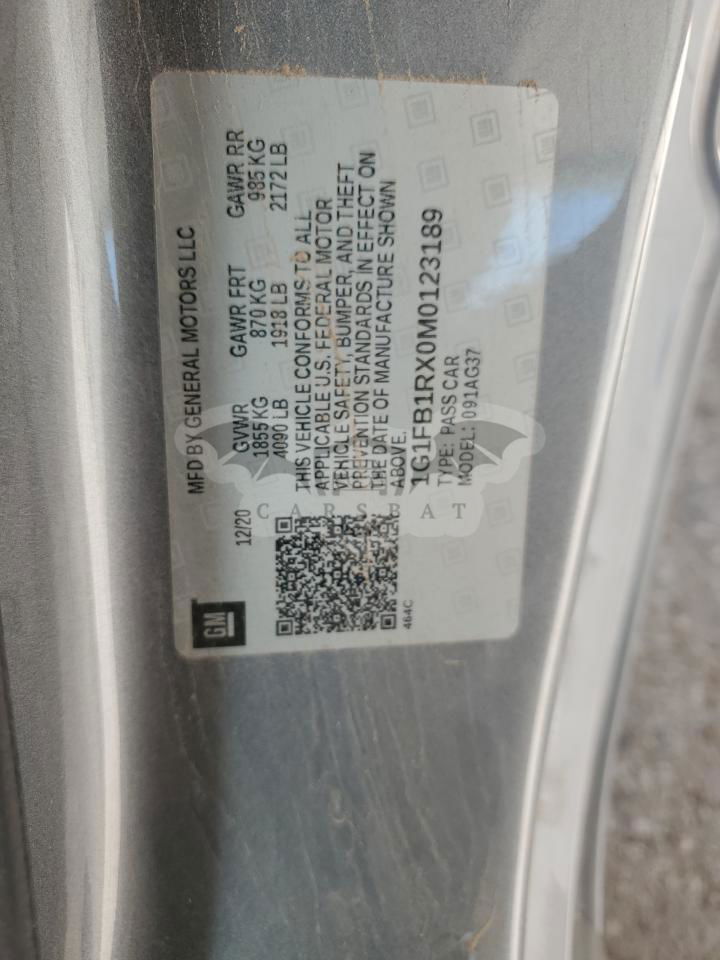 MFD BY GENERAL MOTORS LLC
12/20 GVWR GAWR FRT GAWR RR
1855 KG 870 KG 985 KG
4090 LB 1918 LB 2172 LB
THIS VEHICLE CONFORMS TO ALL
APPLICABLE U.S. FEDERAL MOTOR
VEHICLE SAFETY, BUMPER, AND THEFT
PREVENTION STANDARDS IN EFFECT ON
THE DATE OF MANUFACTURE SHOWN
ABOVE.
1G1FB1RX0M0123189
TYPE: PASS CAR
MODEL: 091AG37
GM
464C
CARSBAT